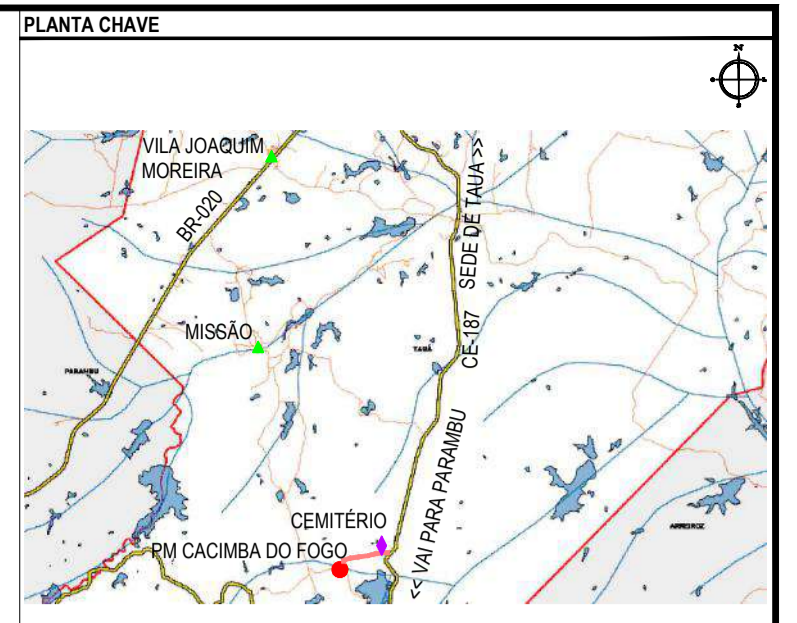 PLANTA CHAVE
N
VILA JOAQUIM
MOREIRA
BR-020
SEDE DE TAUA >>
CE-187
MISSÃO
TAUÁ
PARAMBU
<< VAI PARA PARAMBU
CEMITÉRIO
ARNEIROZ
PM CACIMBA DO FOGO